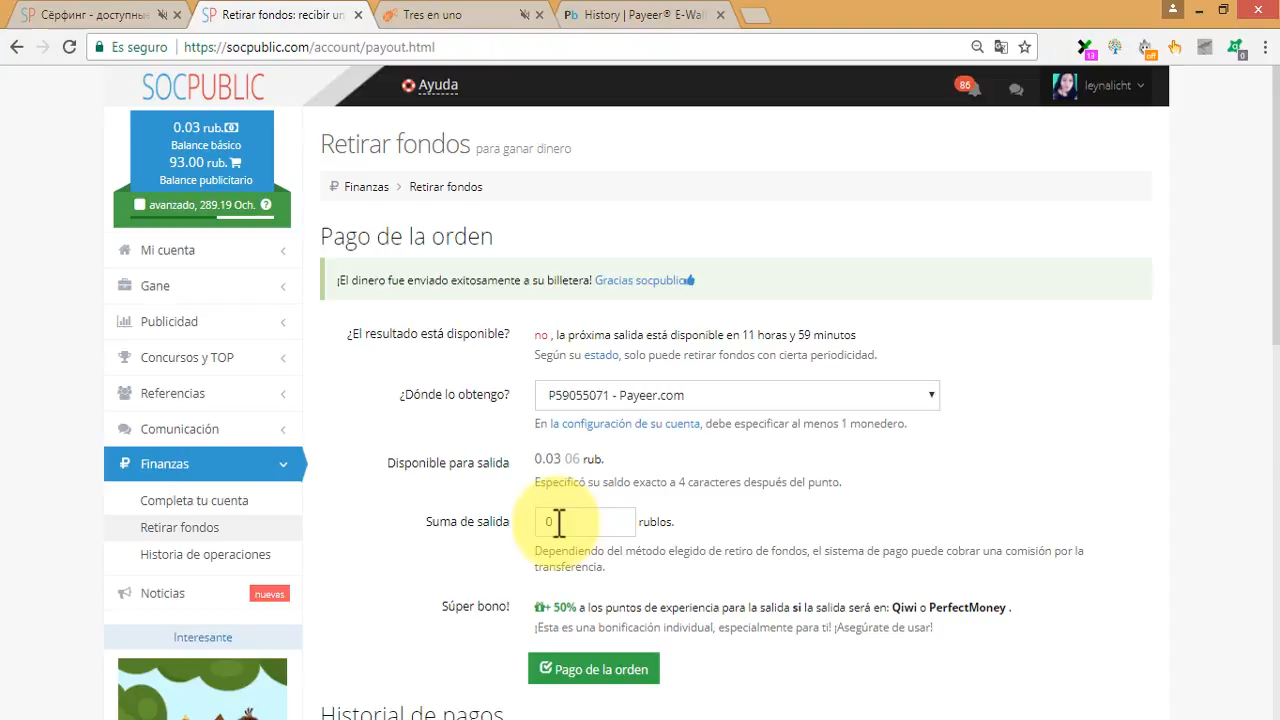 Сёрфинг - доступны
Retirar fondos: recibir un
Tres en uno
History | Payeer® E-Wal
Es seguro
https://socpublic.com/account/payout.html
13
off
0
SOCPUBLIC
Ayuda
86
leynalicht
0.03 rub.
Balance básico
93.00 rub.
Balance publicitario
avanzado, 289.19 Och.
Mi cuenta
Gane
Publicidad
Concursos y TOP
Referencias
Comunicación
Finanzas
Completa tu cuenta
Retirar fondos
Historia de operaciones
Noticias
nuevas
Interesante
Retirar fondos para ganar dinero
Finanzas > Retirar fondos
Pago de la orden
¡El dinero fue enviado exitosamente a su billetera! Gracias socpublic
¿El resultado está disponible?
no , la próxima salida está disponible en 11 horas y 59 minutos
Según su estado, solo puede retirar fondos con cierta periodicidad.
¿Dónde lo obtengo?
P59055071 - Payeer.com
En la configuración de su cuenta, debe especificar al menos 1 monedero.
Disponible para salida
0.03 06 rub.
Especificó su saldo exacto a 4 caracteres después del punto.
Suma de salida
0
rublos.
Dependiendo del método elegido de retiro de fondos, el sistema de pago puede cobrar una comisión por la
transferencia.
Súper bono!
+ 50% a los puntos de experiencia para la salida si la salida será en: Qiwi o PerfectMoney .
¡Esta es una bonificación individual, especialmente para ti! ¡Asegúrate de usar!
Pago de la orden
Historial de pagos